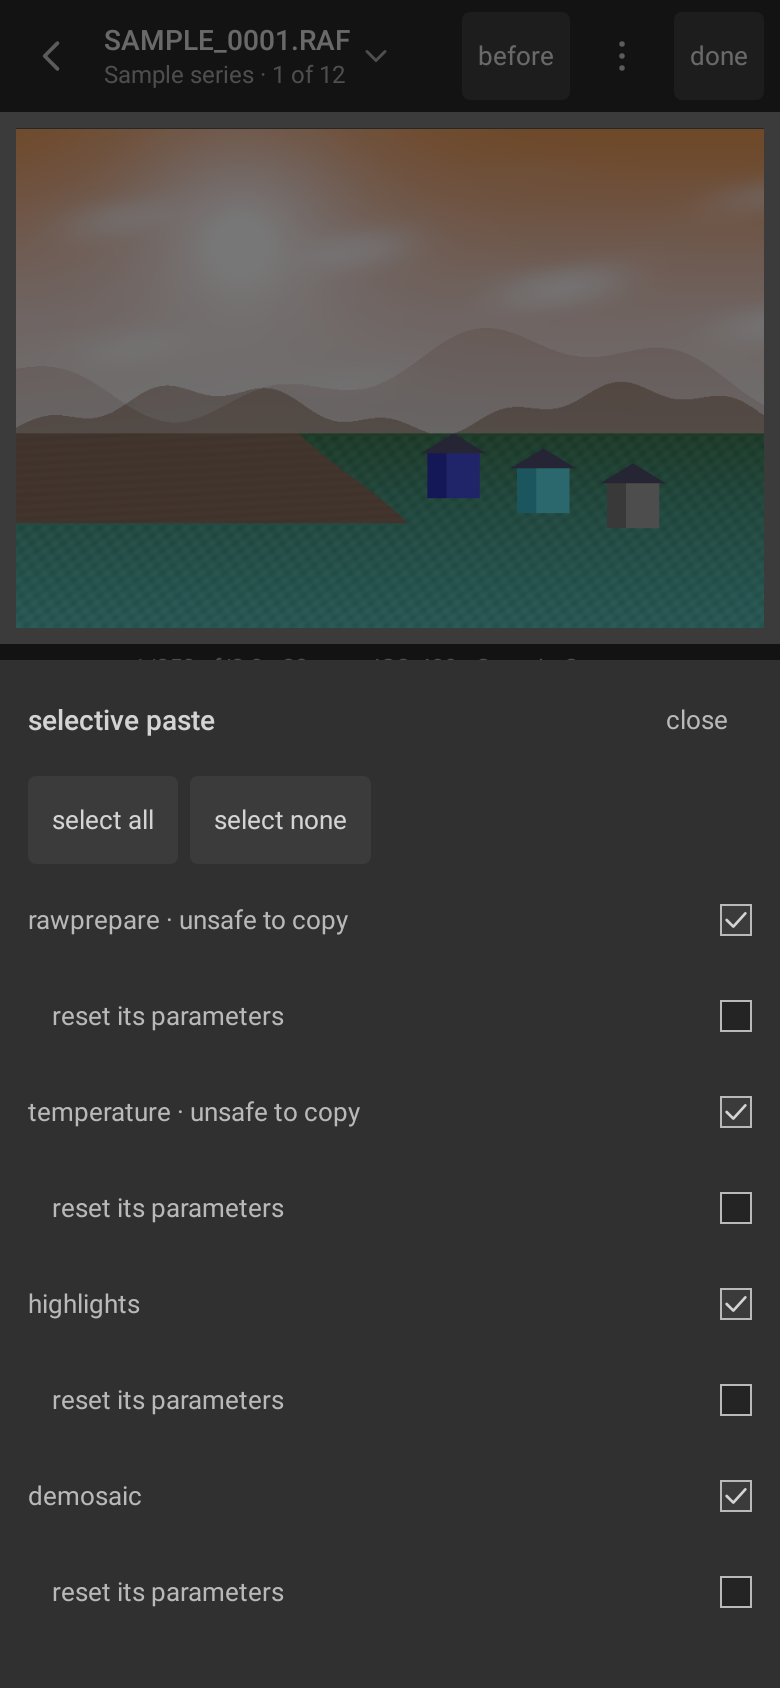 SAMPLE_0001.RAF
Sample series · 1 of 12
before
done
selective paste
close
select all
select none
rawprepare · unsafe to copy
reset its parameters
temperature · unsafe to copy
reset its parameters
highlights
reset its parameters
demosaic
reset its parameters